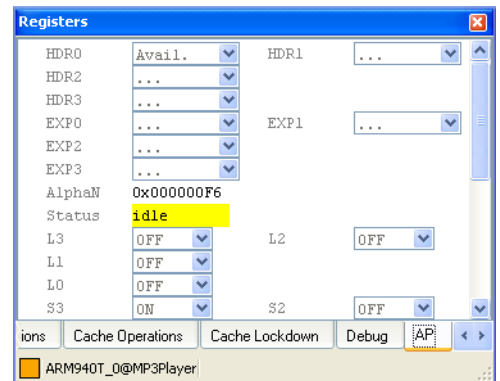 Registers
HDR0 Avail. HDR1 ...
HDR2 ...
HDR3 ...
EXP0 ... EXP1 ...
EXP2 ...
EXP3 ...
AlphaN 0x000000F6
Status idle
L3 OFF L2 OFF
L1 OFF
L0 OFF
S3 ON S2 OFF
ions Cache Operations Cache Lockdown Debug AP
ARM940T_0@MP3Player